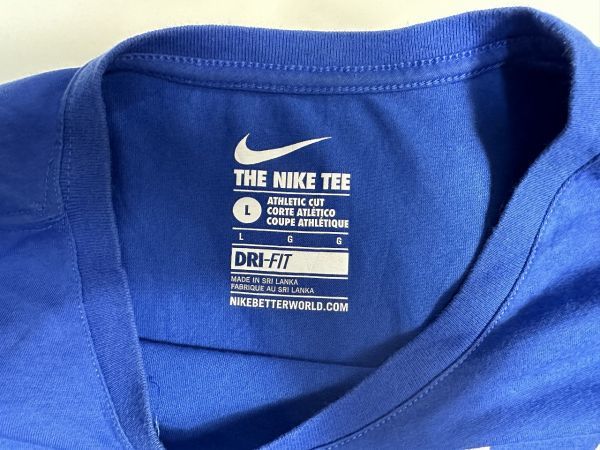 THE NIKE TEE
L
ATHLETIC CUT
CORTE ATLÉTICO
COUPE ATHLÉTIQUE
L G G
DRI-FIT
MADE IN SRI LANKA
FABRIQUE AU SRI LANKA
NIKEBETTERWORLD.COM